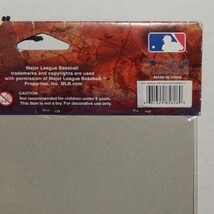 Major League Baseball
trademarks and copyrights are used
with permission of Major League Baseball
Properties, Inc. MLB.com
CAUTION:
Not recommended for children under 5 years.
This item is not a toy. For decorative use only.
MADE IN CHINA